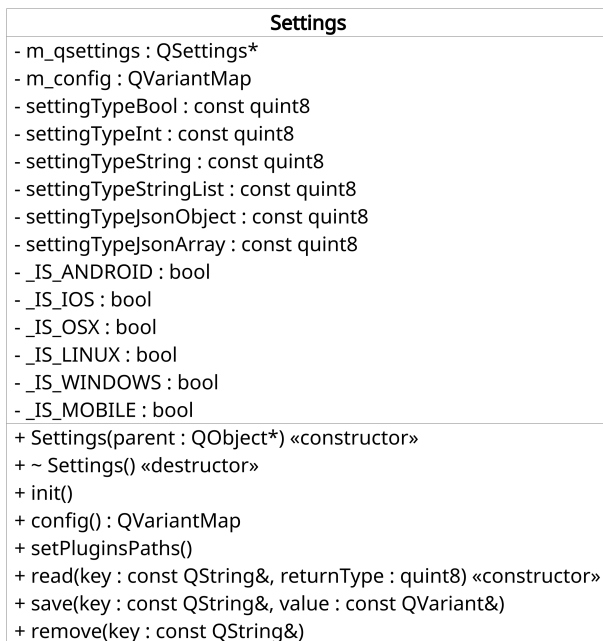 Settings
- m_qsettings : QSettings*
- m_config : QVariantMap
- settingTypeBool : const quint8
- settingTypeInt : const quint8
- settingTypeString : const quint8
- settingTypeStringList : const quint8
- settingTypeJsonObject : const quint8
- settingTypeJsonArray : const quint8
- _IS_ANDROID : bool
- _IS_IOS : bool
- _IS_OSX : bool
- _IS_LINUX : bool
- _IS_WINDOWS : bool
- _IS_MOBILE : bool
+ Settings(parent : QObject*) «constructor»
+ ~ Settings() «destructor»
+ init()
+ config() : QVariantMap
+ setPluginsPaths()
+ read(key : const QString&, returnType : quint8) «constructor»
+ save(key : const QString&, value : const QVariant&)
+ remove(key : const QString&)